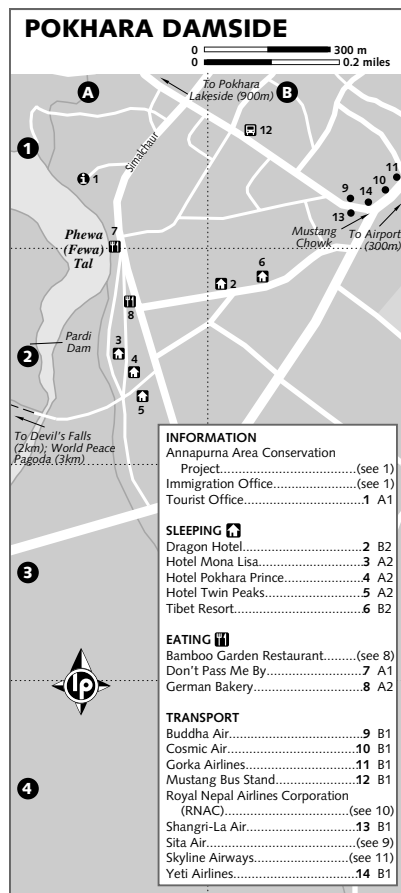 POKHARA DAMSIDE
0 300 m
0 0.2 miles
A
To Pokhara
Lakeside (900m)
B
12
Simalchaur
1
1
11
10
9
14
13
Mustang
Chowk
To Airport
(300m)
Phewa
(Fewa)
Tal
7
6
2
8
Pardi
Dam
2
3
4
5
To Devil's Falls
(2km); World Peace
Pagoda (3km)
3
4
lp
INFORMATION
Annapurna Area Conservation
Project...............................(see 1)
Immigration Office...................(see 1)
Tourist Office............................1 A1
SLEEPING
Dragon Hotel............................2 B2
Hotel Mona Lisa.......................3 A2
Hotel Pokhara Prince................4 A2
Hotel Twin Peaks......................5 A2
Tibet Resort..............................6 B2
EATING
Bamboo Garden Restaurant......(see 8)
Don't Pass Me By......................7 A1
German Bakery.........................8 A2
TRANSPORT
Buddha Air...............................9 B1
Cosmic Air..............................10 B1
Gorka Airlines.........................11 B1
Mustang Bus Stand.................12 B1
Royal Nepal Airlines Corporation
(RNAC)............................(see 10)
Shangri-La Air.........................13 B1
Sita Air....................................(see 9)
Skyline Airways......................(see 11)
Yeti Airlines.............................14 B1